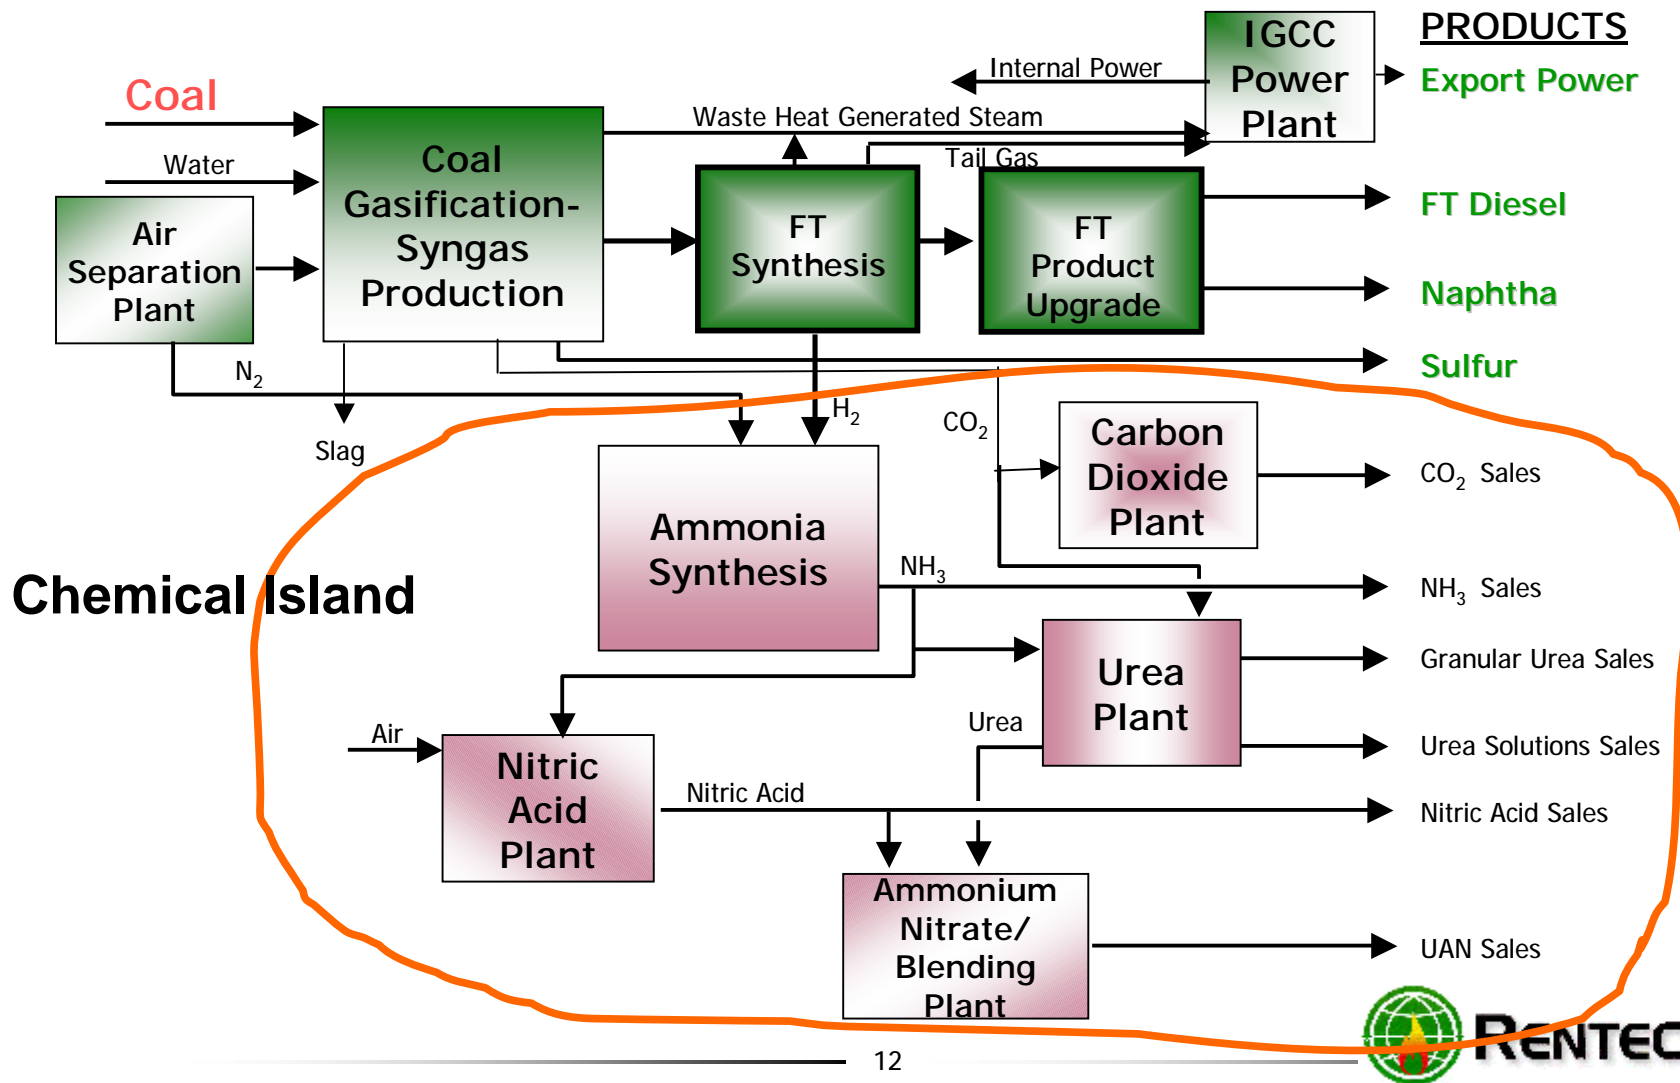 PRODUCTS
IGCC
Power
Plant
Internal Power
Export Power
Coal
Waste Heat Generated Steam
Tail Gas
Water
Coal
Gasification-
Syngas
Production
FT
Synthesis
FT
Product
Upgrade
FT Diesel
Naphtha
Air
Separation
Plant
Sulfur
N2
H2
CO2
Slag
Carbon
Dioxide
Plant
CO2 Sales
Ammonia
Synthesis
NH3
NH3 Sales
Chemical Island
Urea
Plant
Granular Urea Sales
Urea
Urea Solutions Sales
Air
Nitric
Acid
Plant
Nitric Acid
Nitric Acid Sales
Ammonium
Nitrate/
Blending
Plant
UAN Sales
RENTEC
12